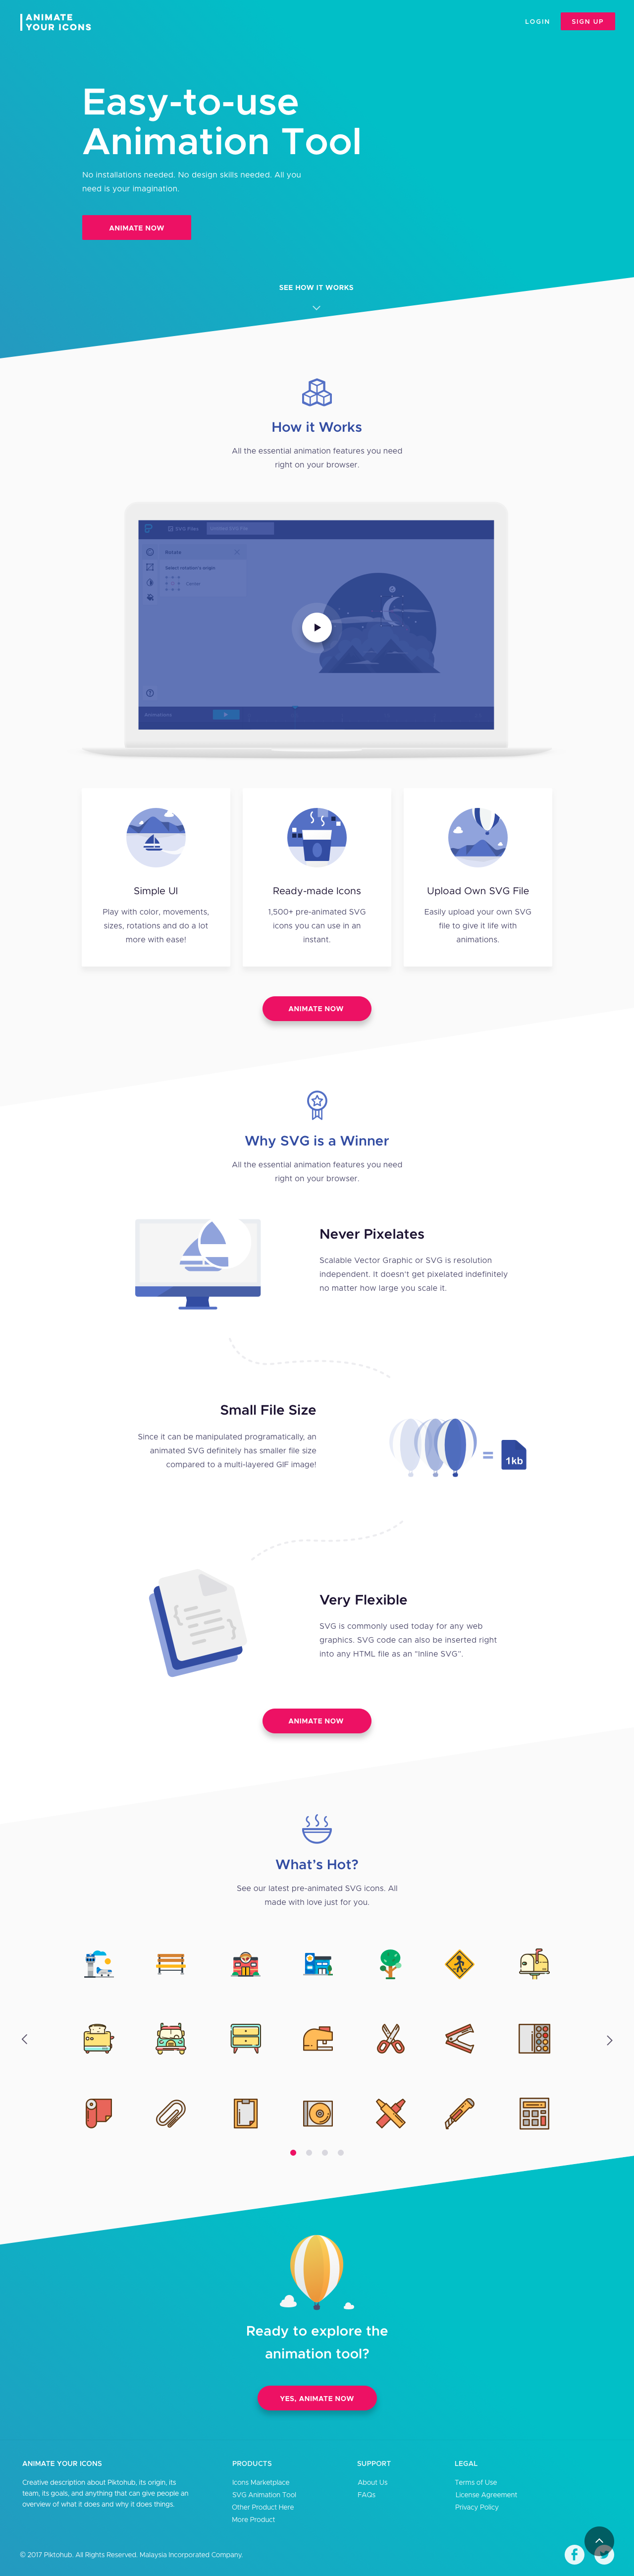 ANIMATE
YOUR ICONS
LOGIN
SIGN UP
Easy-to-use
Animation Tool
No installations needed. No design skills needed. All you
need is your imagination.
ANIMATE NOW
SEE HOW IT WORKS
How it Works
All the essential animation features you need
right on your browser.
Rotate
Select rotation's origin
Center
Animations
Simple UI
Play with color, movements,
sizes, rotations and do a lot
more with ease!
Ready-made Icons
1,500+ pre-animated SVG
icons you can use in an
instant.
Upload Own SVG File
Easily upload your own SVG
file to give it life with
animations.
ANIMATE NOW
Why SVG is a Winner
All the essential animation features you need
right on your browser.
Never Pixelates
Scalable Vector Graphic or SVG is resolution
independent. It doesn't get pixelated indefinitely
no matter how large you scale it.
Small File Size
Since it can be manipulated programatically, an
animated SVG definitely has smaller file size
compared to a multi-layered GIF image!
=
1kb
Very Flexible
SVG is commonly used today for any web
graphics. SVG code can also be inserted right
into any HTML file as an "Inline SVG".
ANIMATE NOW
What's Hot?
See our latest pre-animated SVG icons. All
made with love just for you.
Ready to explore the
animation tool?
YES, ANIMATE NOW
ANIMATE YOUR ICONS
Creative description about Piktohub, its origin, its
team, its goals, and anything that can give people an
overview of what it does and why it does things.
PRODUCTS
Icons Marketplace
SVG Animation Tool
Other Product Here
More Product
SUPPORT
About Us
FAQs
LEGAL
Terms of Use
License Agreement
Privacy Policy
© 2017 Piktohub. All Rights Reserved. Malaysia Incorporated Company.